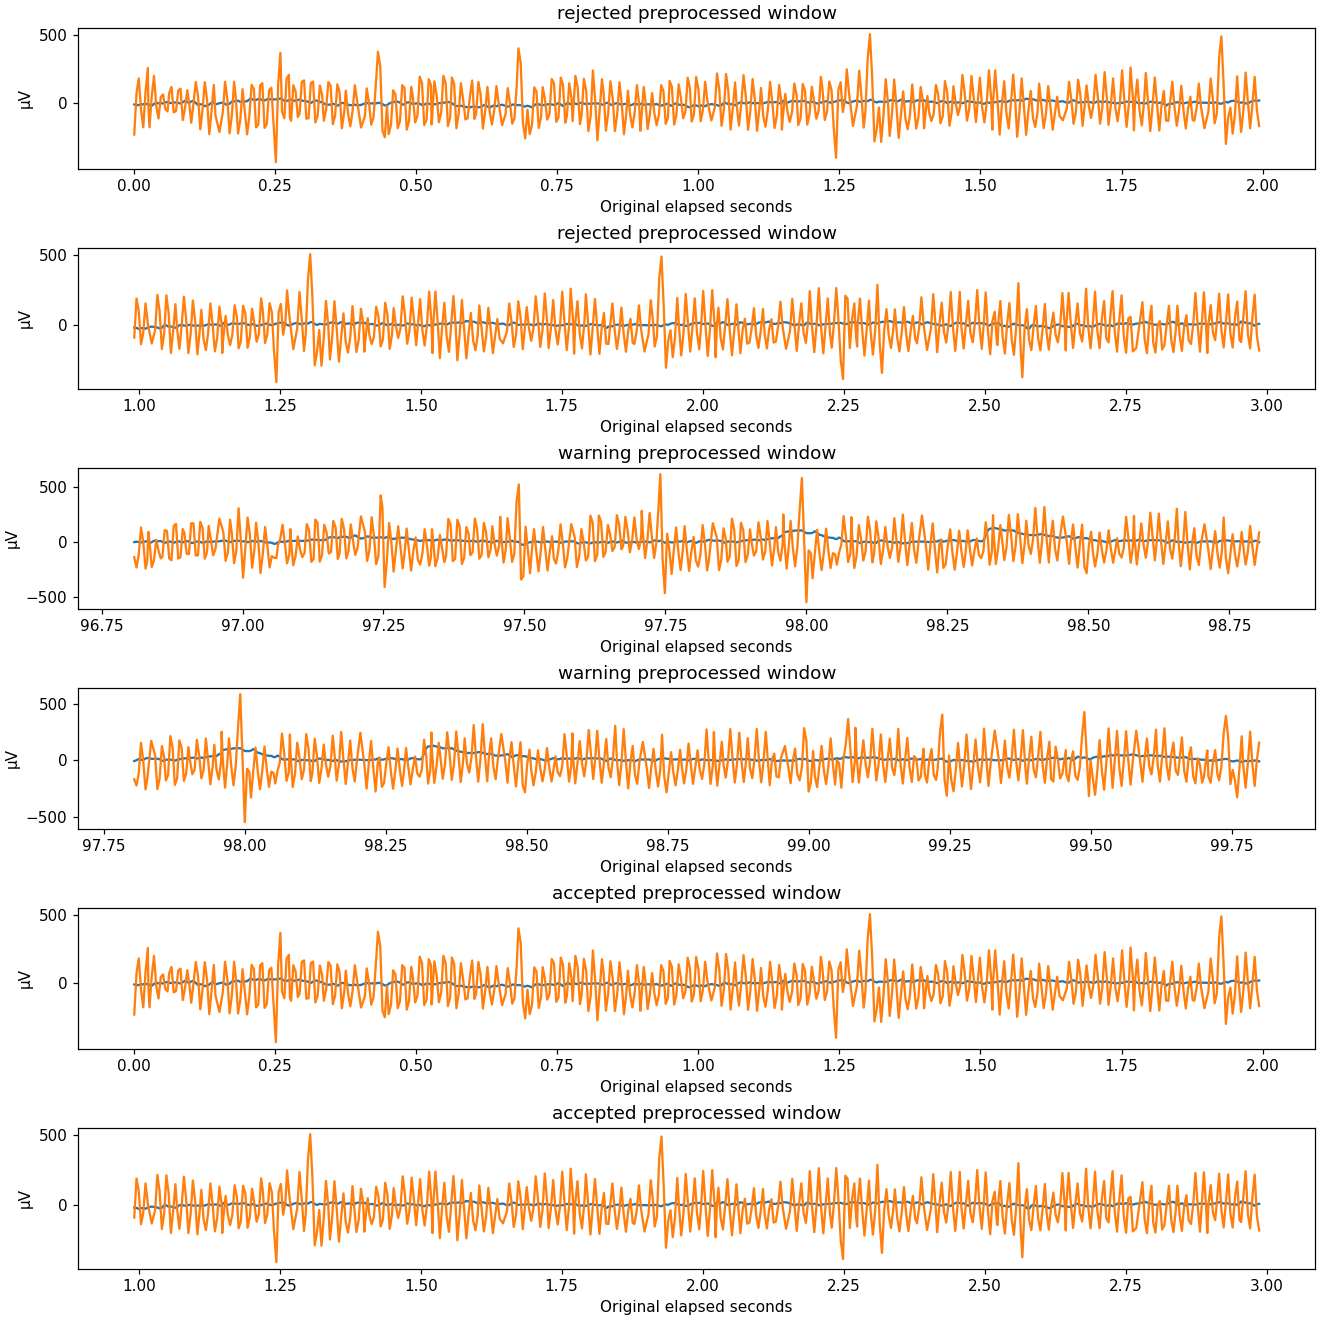 rejected preprocessed window
500
0
µV
0.00 0.25 0.50 0.75 1.00 1.25 1.50 1.75 2.00
Original elapsed seconds
rejected preprocessed window
500
0
µV
1.00 1.25 1.50 1.75 2.00 2.25 2.50 2.75 3.00
Original elapsed seconds
warning preprocessed window
500
0
−500
µV
96.75 97.00 97.25 97.50 97.75 98.00 98.25 98.50 98.75
Original elapsed seconds
warning preprocessed window
500
0
−500
µV
97.75 98.00 98.25 98.50 98.75 99.00 99.25 99.50 99.75
Original elapsed seconds
accepted preprocessed window
500
0
µV
0.00 0.25 0.50 0.75 1.00 1.25 1.50 1.75 2.00
Original elapsed seconds
accepted preprocessed window
500
0
µV
1.00 1.25 1.50 1.75 2.00 2.25 2.50 2.75 3.00
Original elapsed seconds